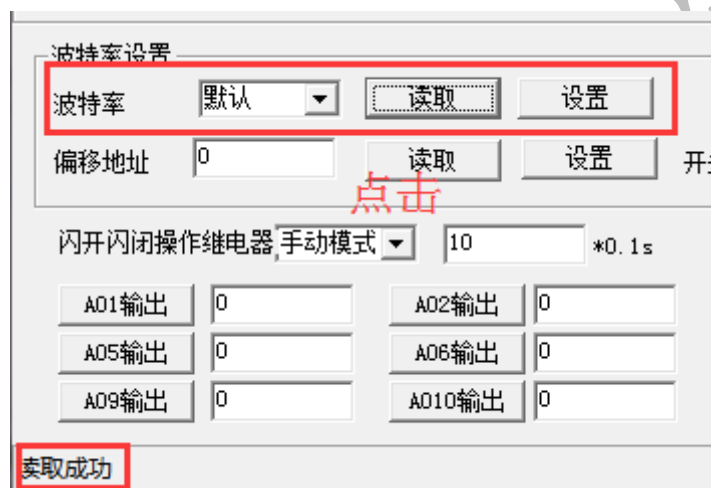 波特率设置
波特率 默认 读取 设置
偏移地址 0 读取 设置 开
点击
闪开闪闭操作继电器 手动模式 10 *0.1s
A01输出 0 A02输出 0
A05输出 0 A06输出 0
A09输出 0 A010输出 0
读取成功